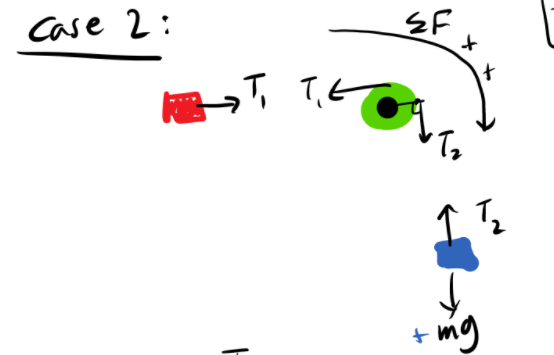 Case 2:
ΣF
+
+
T₁
T₁
T₂
T₂
+ mg